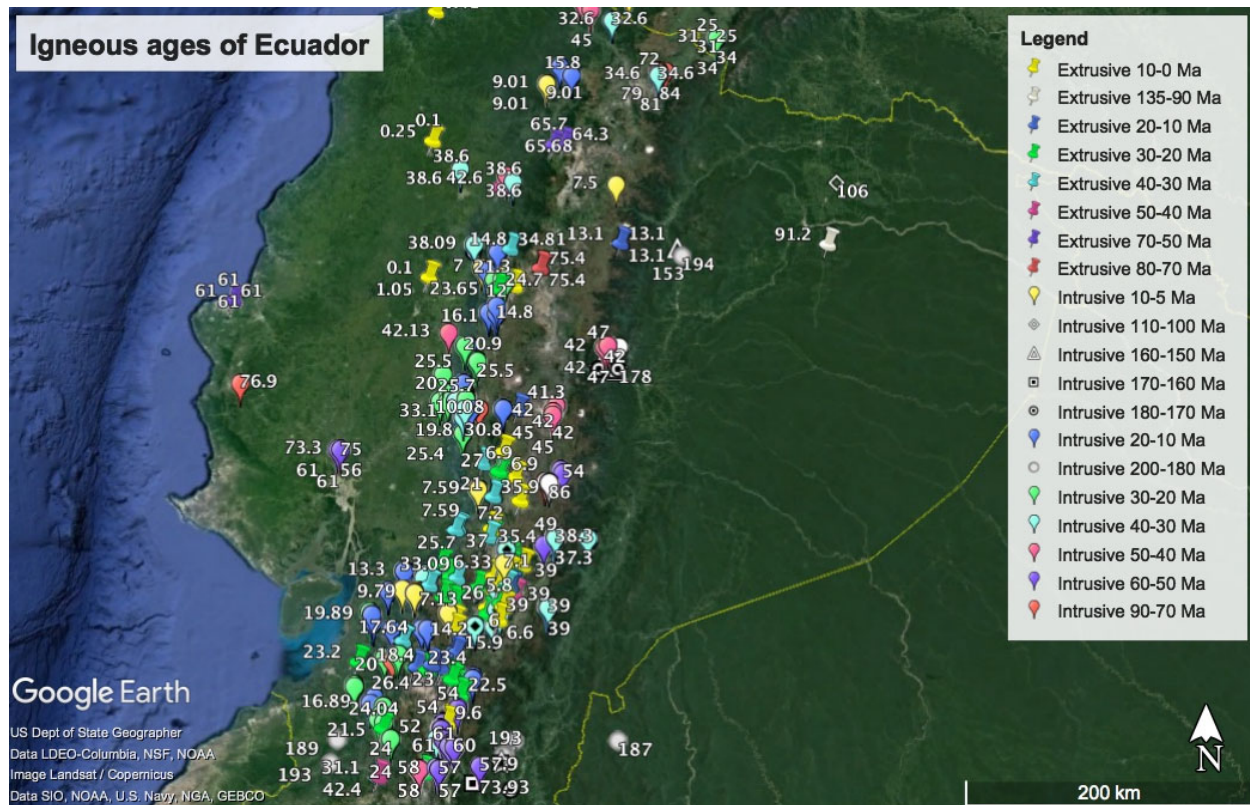 Igneous ages of Ecuador
Legend
Extrusive 10-0 Ma
Extrusive 135-90 Ma
Extrusive 20-10 Ma
Extrusive 30-20 Ma
Extrusive 40-30 Ma
Extrusive 50-40 Ma
Extrusive 70-50 Ma
Extrusive 80-70 Ma
Intrusive 10-5 Ma
Intrusive 110-100 Ma
Intrusive 160-150 Ma
Intrusive 170-160 Ma
Intrusive 180-170 Ma
Intrusive 20-10 Ma
Intrusive 200-180 Ma
Intrusive 30-20 Ma
Intrusive 40-30 Ma
Intrusive 50-40 Ma
Intrusive 60-50 Ma
Intrusive 90-70 Ma
32.6 32.6
45
25
31 25
31
34
34
15.8
9.01 9.01
9.01
72
34.6 34.6
79 84
81
0.1
0.25
65.7 64.3
65.68
38.6
38.6 42.6
38.6
38.6
7.5
106
91.2
13.1 13.1
13.1
194
153
38.09 14.8 34.81
7 21.3 75.4
0.1 24.7 75.4
1.05 23.65 12
61
61 61
61
16.1 14.8
42.13 20.9
47
42 42
42
47 178
25.5 25.5
76.9
20 25.7 41.3
33.1 10.08 42
42
19.8 30.8 45 42
25.4 45
73.3 75
61 56
61
6.9
27 6.9 54
7.59 21 35.9 86
7.59 7.2
49
25.7 37 35.4 38.3
37.3
13.3 33.09 6.33 7.1 39
9.79 7.13 26 5.8 39
39 39
19.89 6
17.64 14.2 6.6 39
15.9
23.2 20 18.4 23.4
26.4 23 22.5
54
16.89 24.04 54 9.6
21.5 52
189 24 61 61 60 193
187
193 31.1 24 58 57 57.9
42.4 58 57 73.93
Google Earth
US Dept of State Geographer
Data LDEO-Columbia, NSF, NOAA
Image Landsat / Copernicus
Data SIO, NOAA, U.S. Navy, NGA, GEBCO
N
200 km